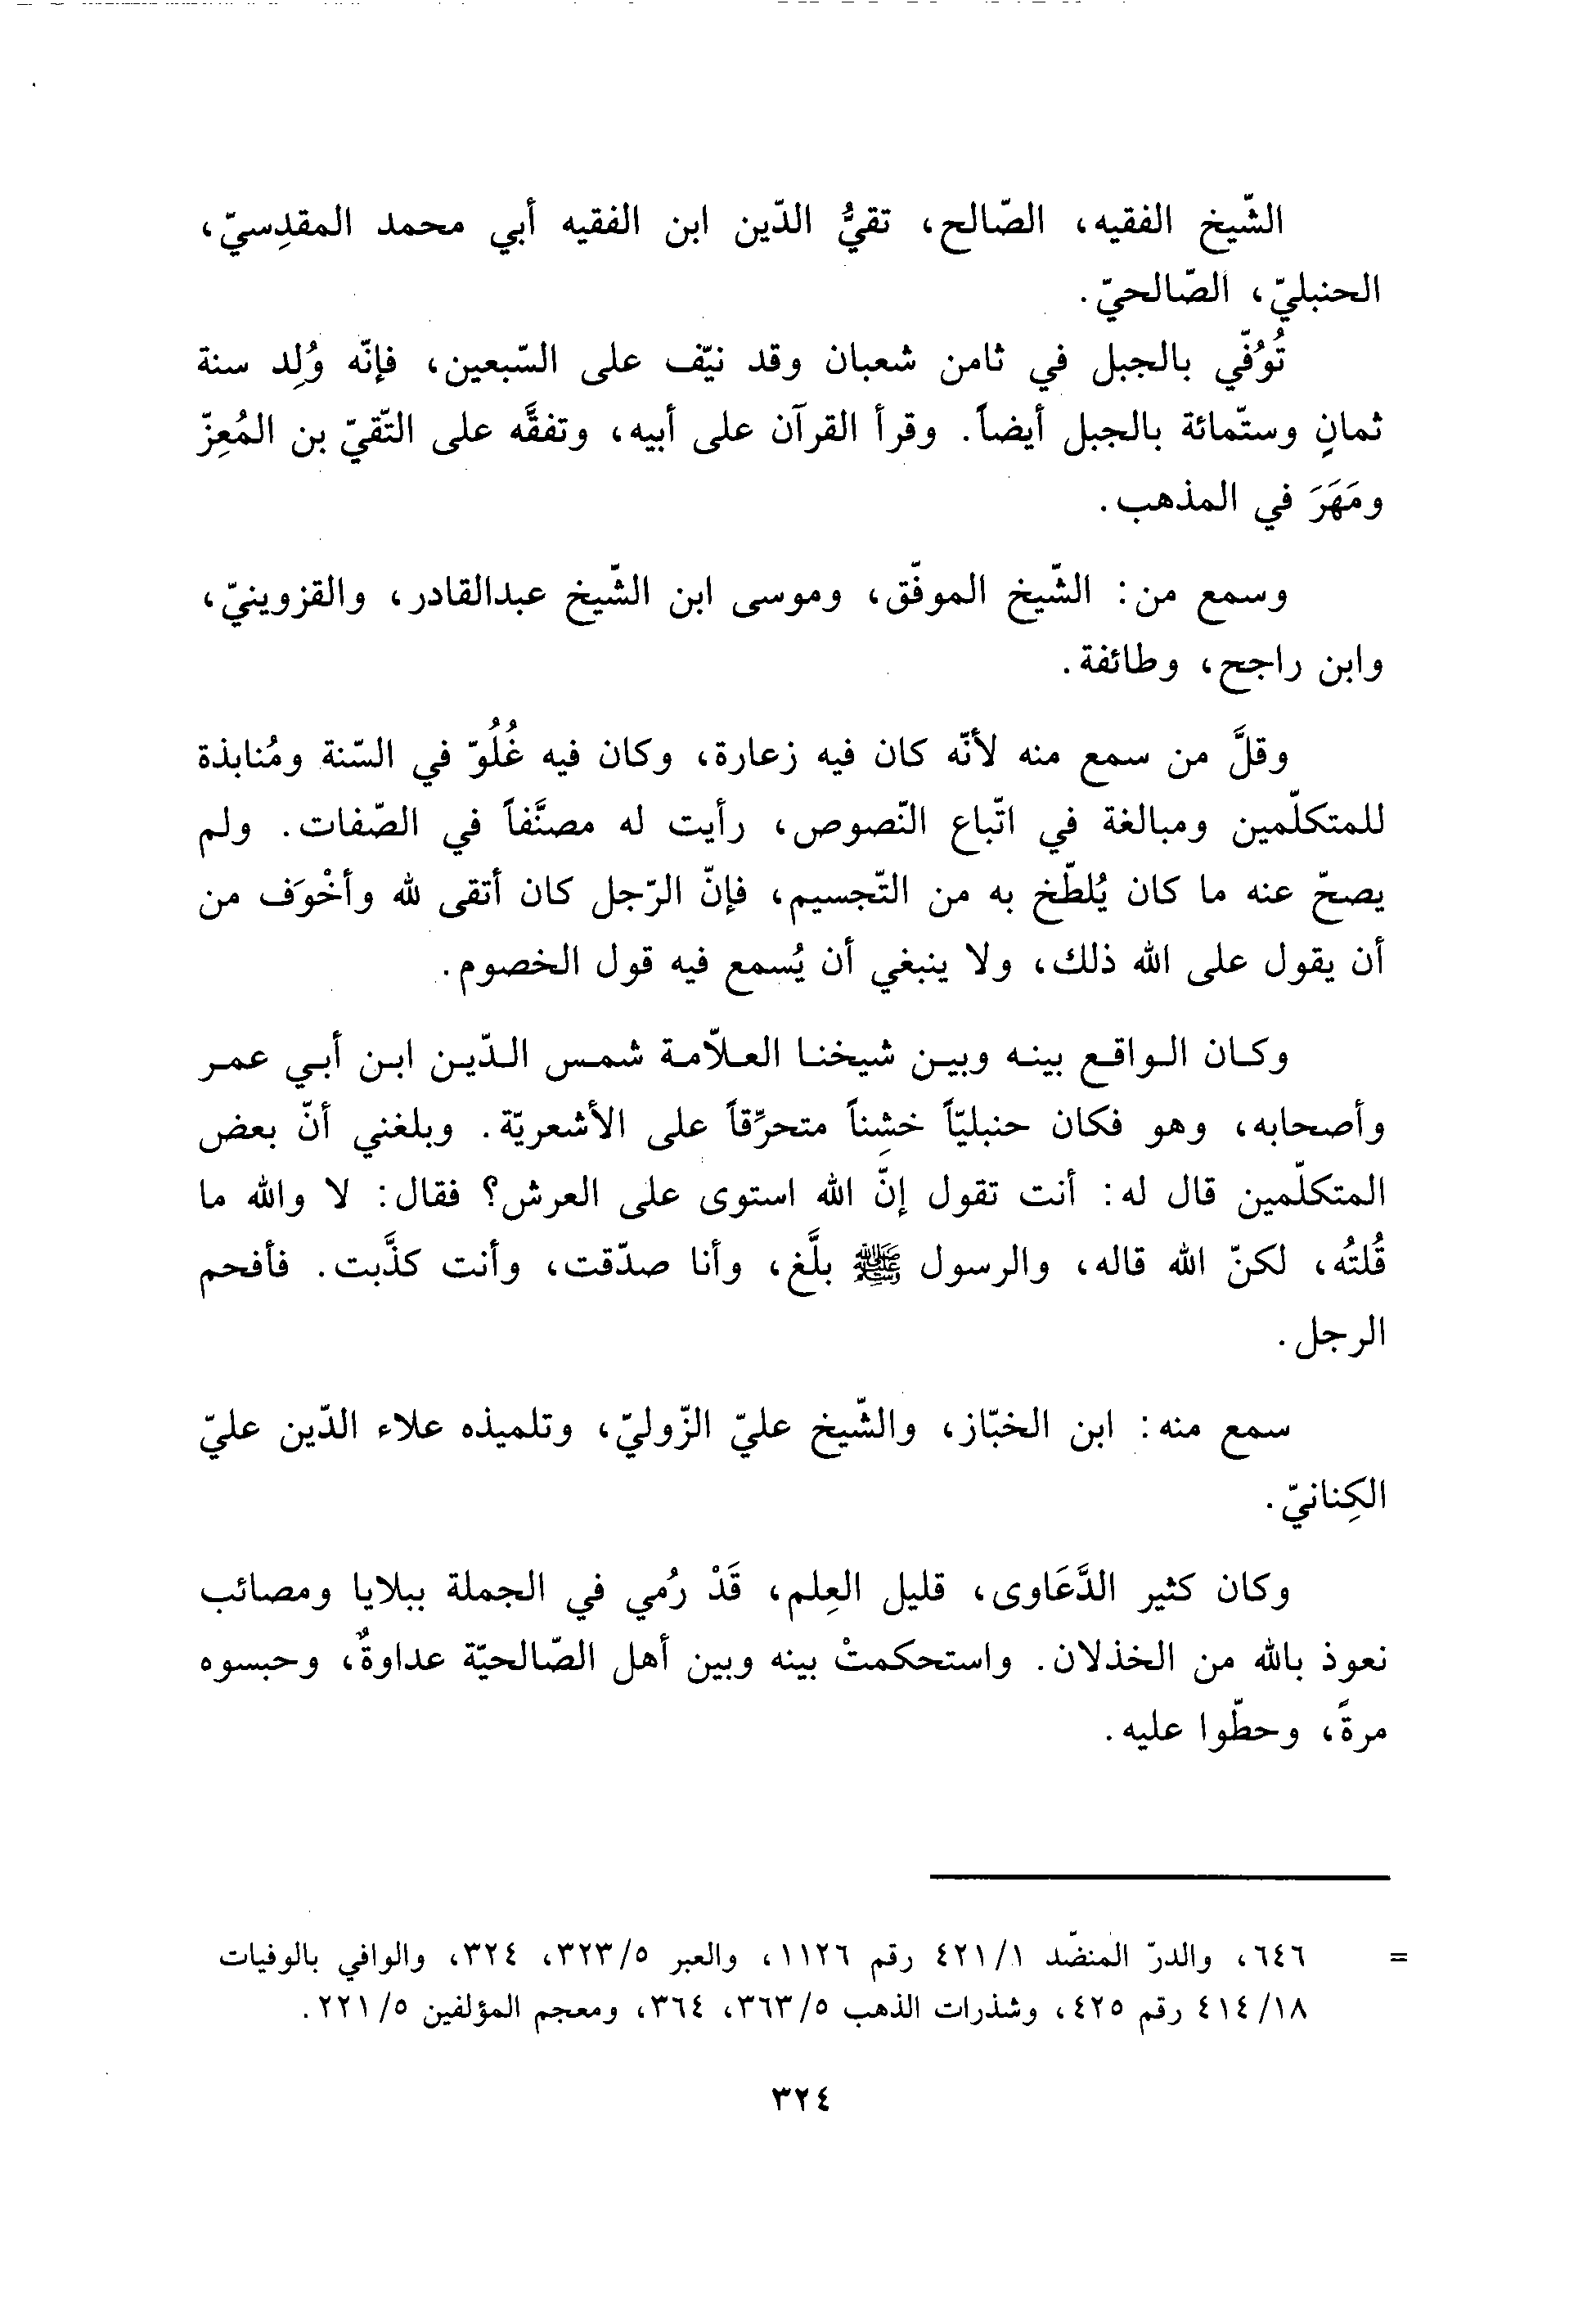 الشّيخ الفقيه، الصّالح، تقيُّ الدّين ابن الفقيه أبي محمد المقدِسيّ،
الحنبليّ، الصّالحيّ.
تُوُفّي بالجبل في ثامن شعبان وقد نيّف على السّبعين، فإنّه وُلِد سنة
ثمانٍ وستّمائة بالجبل أيضاً. وقرأ القرآن على أبيه، وتفقَّه على التّقيّ بن المُعِزّ
ومَهَرَ في المذهب.
وسمع من: الشّيخ الموفّق، وموسى ابن الشّيخ عبدالقادر، والقزوينيّ،
وابن راجح، وطائفة.
وقلَّ من سمع منه لأنّه كان فيه زعارة، وكان فيه غُلُوّ في السّنة ومُنابذة
للمتكلّمين ومبالغة في اتّباع النّصوص، رأيت له مصنَّفاً في الصّفات. ولم
يصحّ عنه ما كان يُلطّخ به من التّجسيم، فإنّ الرّجل كان أتقى لله وأخْوَف من
أن يقول على الله ذلك، ولا ينبغي أن يُسمع فيه قول الخصوم.
وكان الواقع بينه وبين شيخنا العلاّمة شمس الدّين ابن أبي عمر
وأصحابه، وهو فكان حنبليّاً خشِناً متحرِّقاً على الأشعريّة. وبلغني أنّ بعض
المتكلّمين قال له: أنت تقول إنّ الله استوى على العرش؟ فقال: لا والله ما
قُلتُه، لكنّ الله قاله، والرسول ﷺ بلَّغ، وأنا صدّقت، وأنت كذَّبت. فأفحم
الرجل.
سمع منه: ابن الخبّاز، والشّيخ عليّ الزّوليّ، وتلميذه علاء الدّين عليّ
الكِنانيّ.
وكان كثير الدَّعَاوى، قليل العِلم، قَدْ رُمي في الجملة ببلايا ومصائب
نعوذ بالله من الخذلان. واستحكمتْ بينه وبين أهل الصّالحيّة عداوةٌ، وحبسوه
مرةً، وحطّوا عليه.
= ٦٤٦، والدرّ المنضّد ٤٢١/١ رقم ١١٢٦، والعبر ٣٢٣/٥، ٣٢٤، والوافي بالوفيات
٤١٤/١٨ رقم ٤٢٥، وشذرات الذهب ٣٦٣/٥، ٣٦٤، ومعجم المؤلفين ٢٢١/٥.
٣٢٤